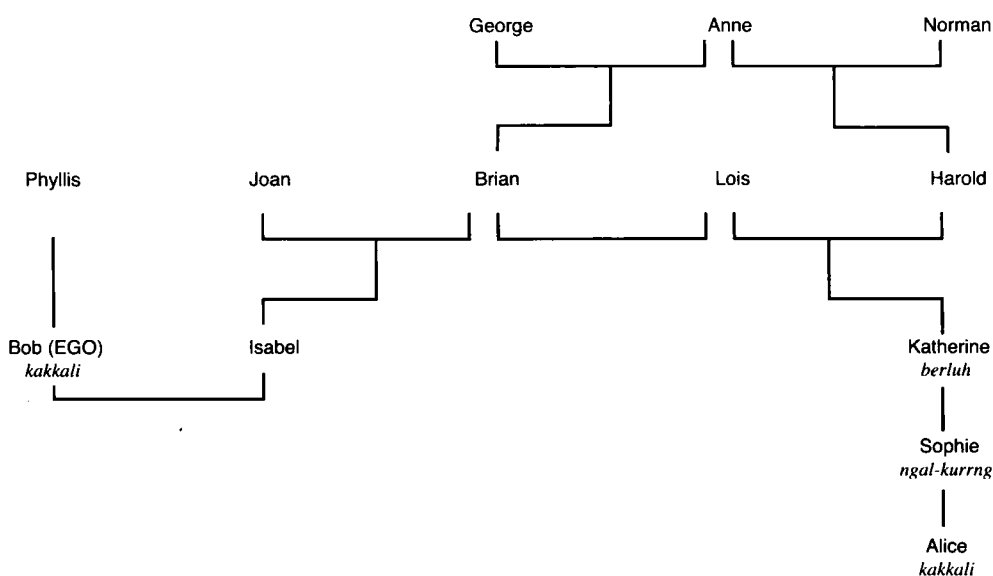 George Anne Norman
Phyllis Joan Brian Lois Harold
Bob (EGO) Isabel Katherine
kakkali berluh
Sophie
ngal-kurrng
Alice
kakkali